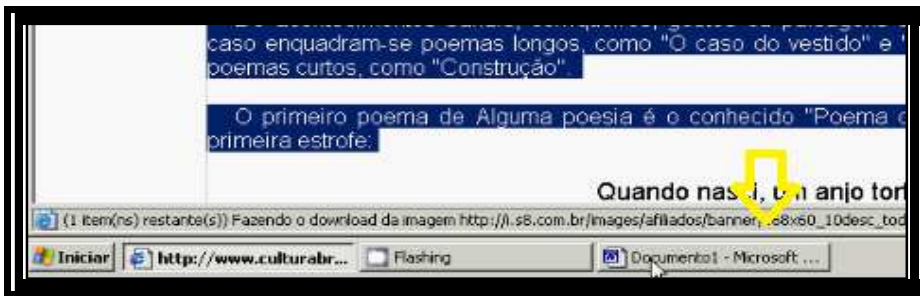 caso enquadram-se poemas longos, como "O caso do vestido" e "
poemas curtos, como "Construção".
O primeiro poema de Alguma poesia é o conhecido "Poema
primeira estrofe:
Quando nasci, um anjo tort
(1 item(ns) restante(s)) Fazendo o download da imagem http://i.s8.com.br/images/afiliados/banner
Iniciar
http://www.culturabr...
Flashing
Documento1 - Microsoft ...